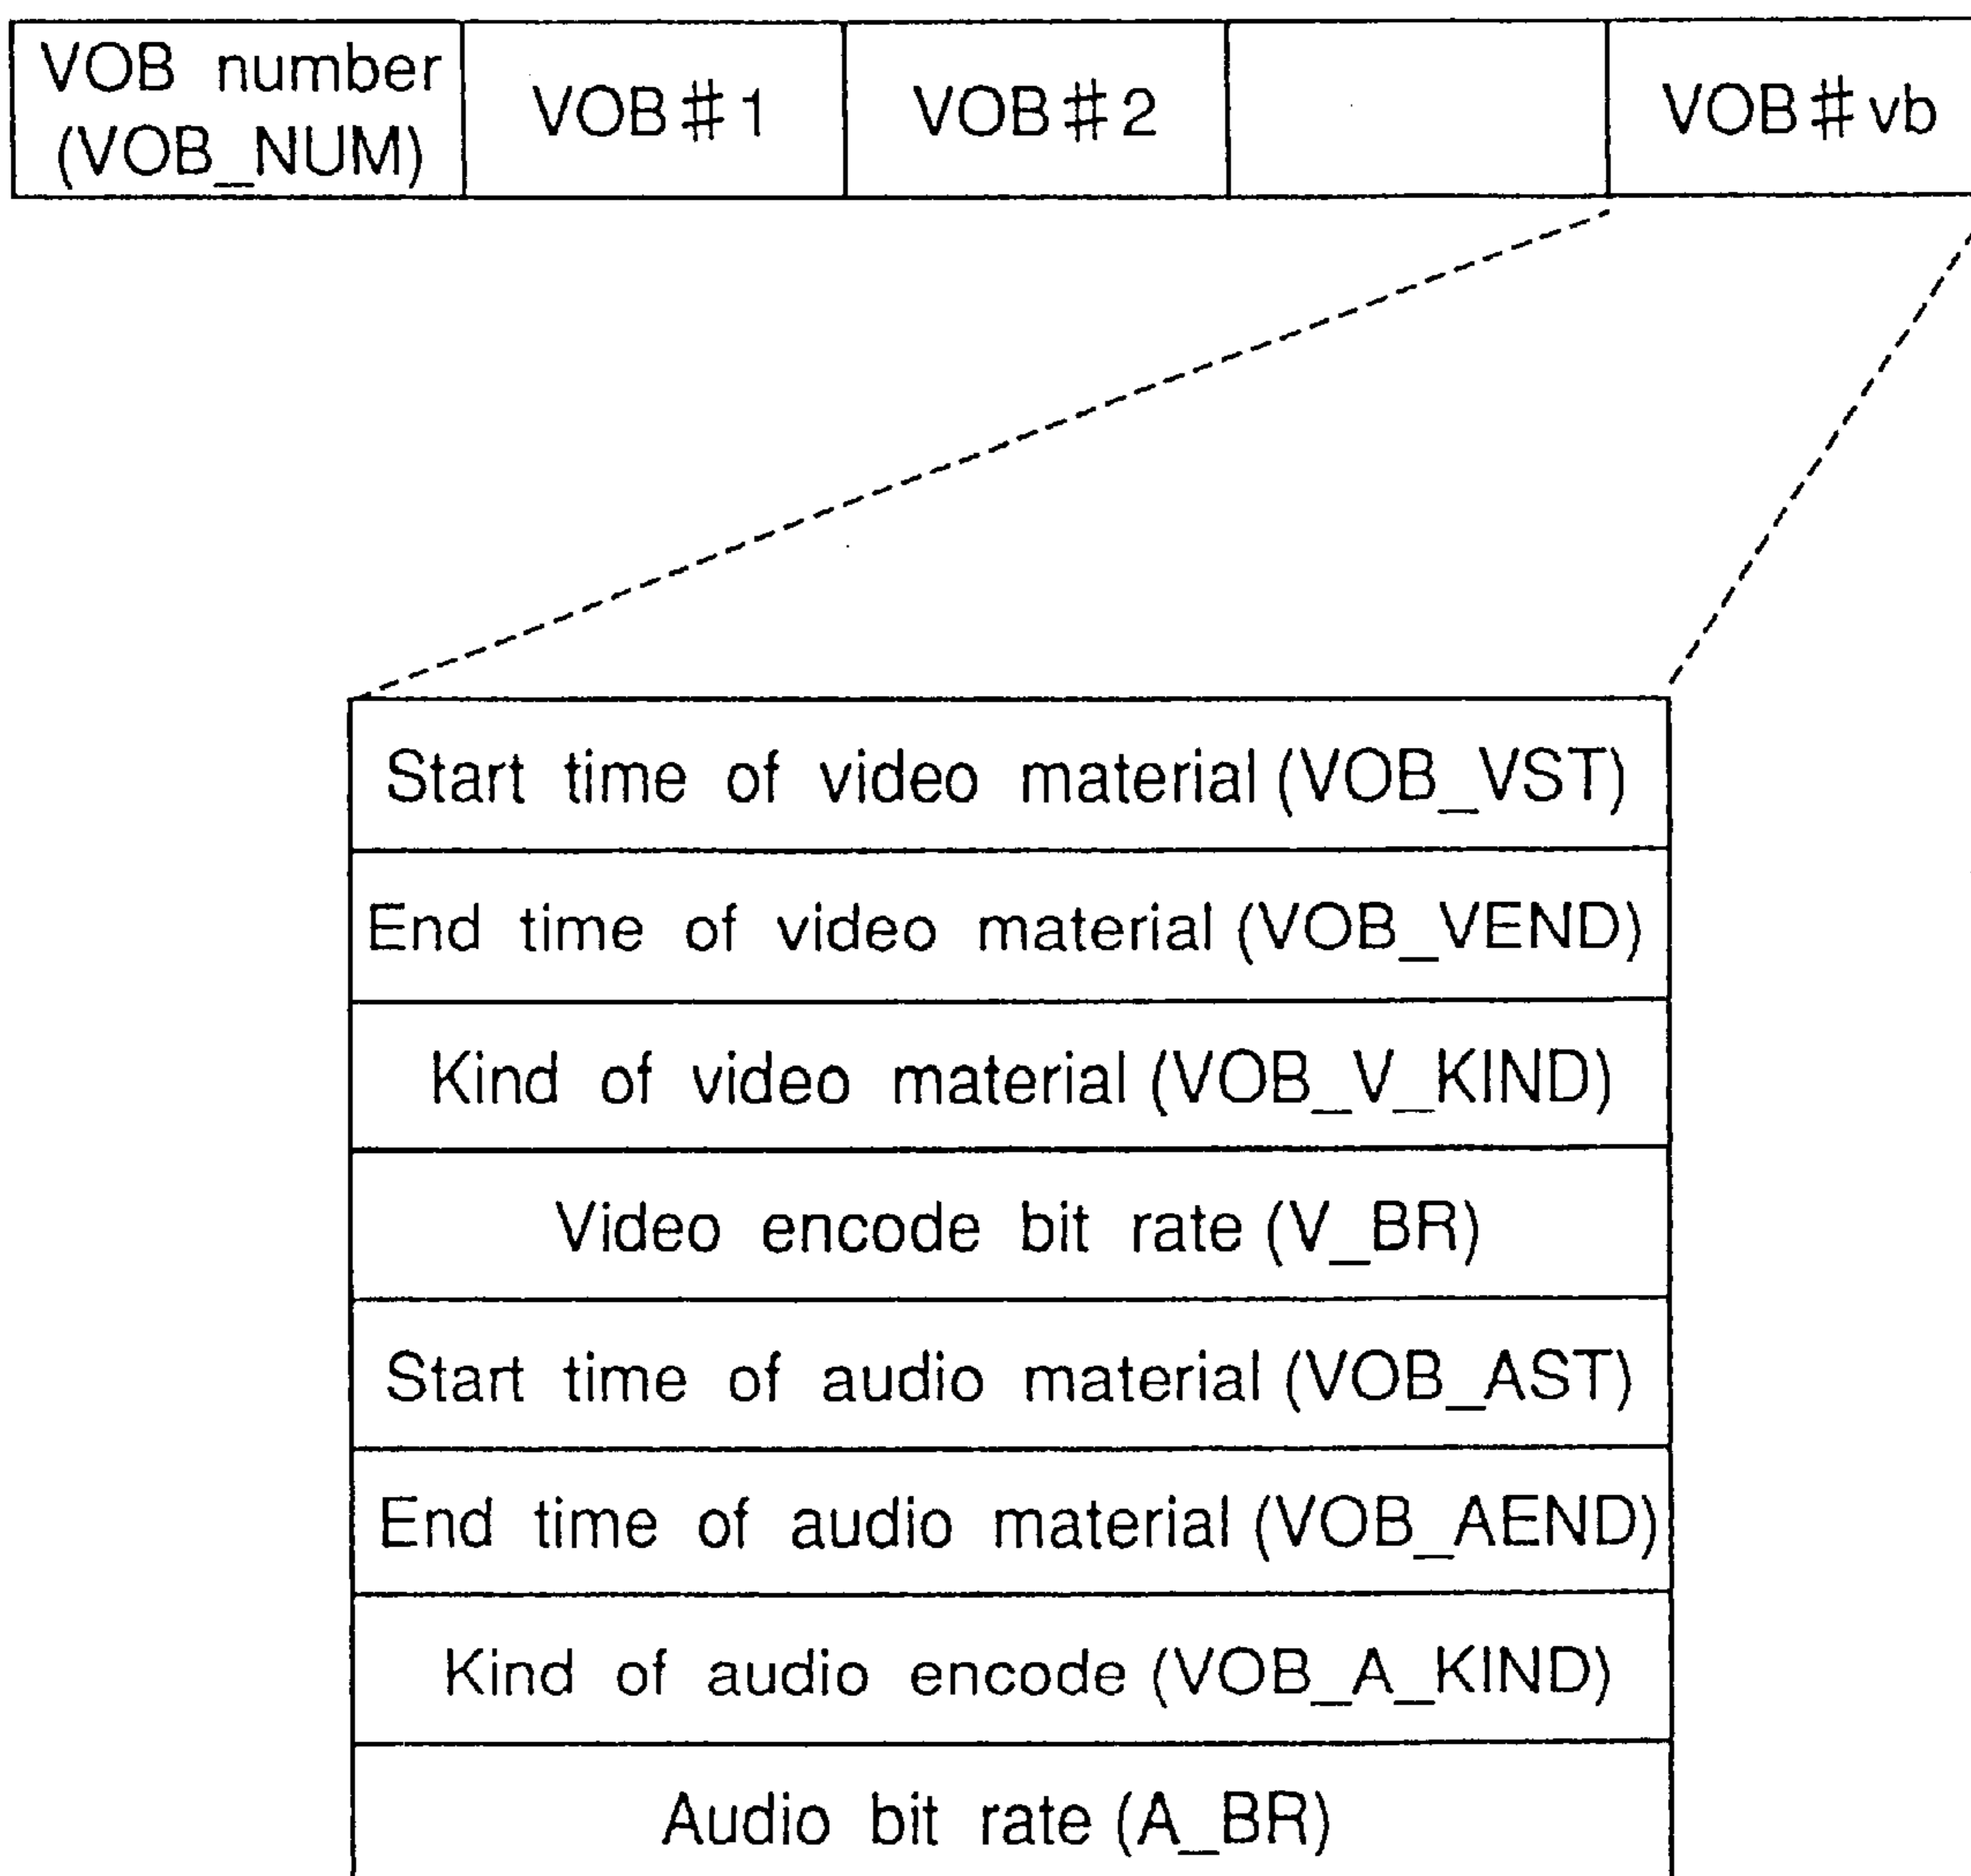 VOB number
(VOB_NUM)
VOB#1
VOB#2
VOB#vb
Start time of video material (VOB_VST)
End time of video material (VOB_VEND)
Kind of video material (VOB_V_KIND)
Video encode bit rate (V_BR)
Start time of audio material (VOB_AST)
End time of audio material (VOB_AEND)
Kind of audio encode (VOB_A_KIND)
Audio bit rate (A_BR)